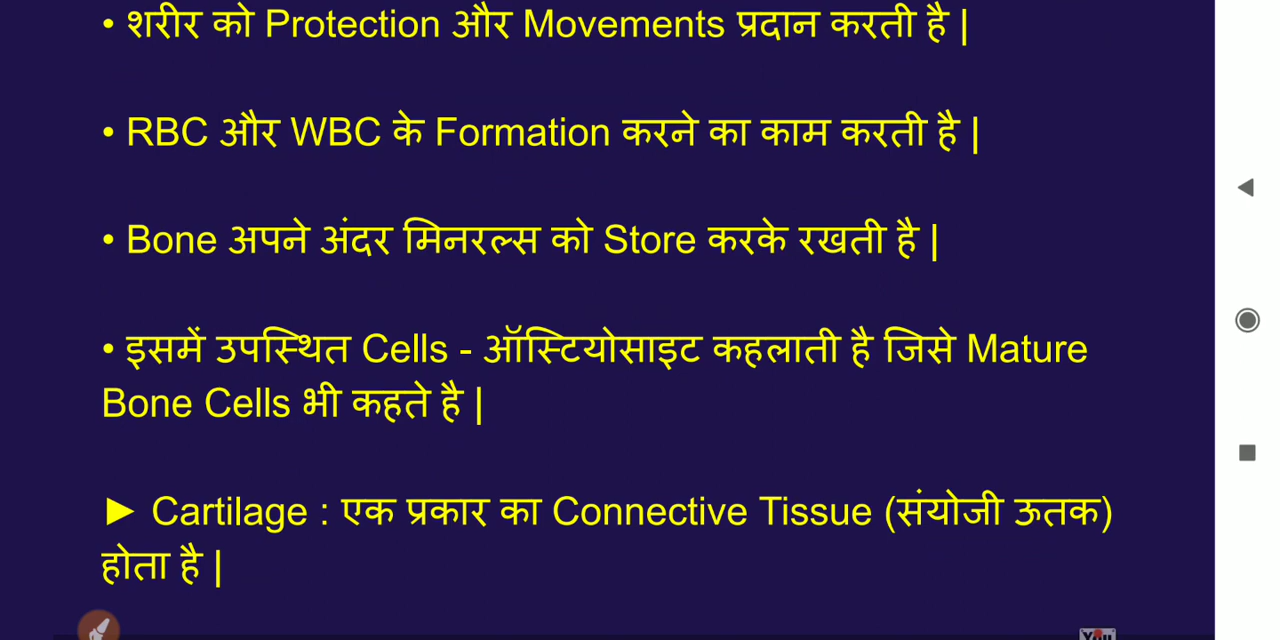 • शरीर को Protection और Movements प्रदान करती है |
• RBC और WBC के Formation करने का काम करती है |
• Bone अपने अंदर मिनरल्स को Store करके रखती है |
• इसमें उपस्थित Cells - ऑस्टियोसाइट कहलाती है जिसे Mature
Bone Cells भी कहते है |
► Cartilage : एक प्रकार का Connective Tissue (संयोजी ऊतक)
होता है |